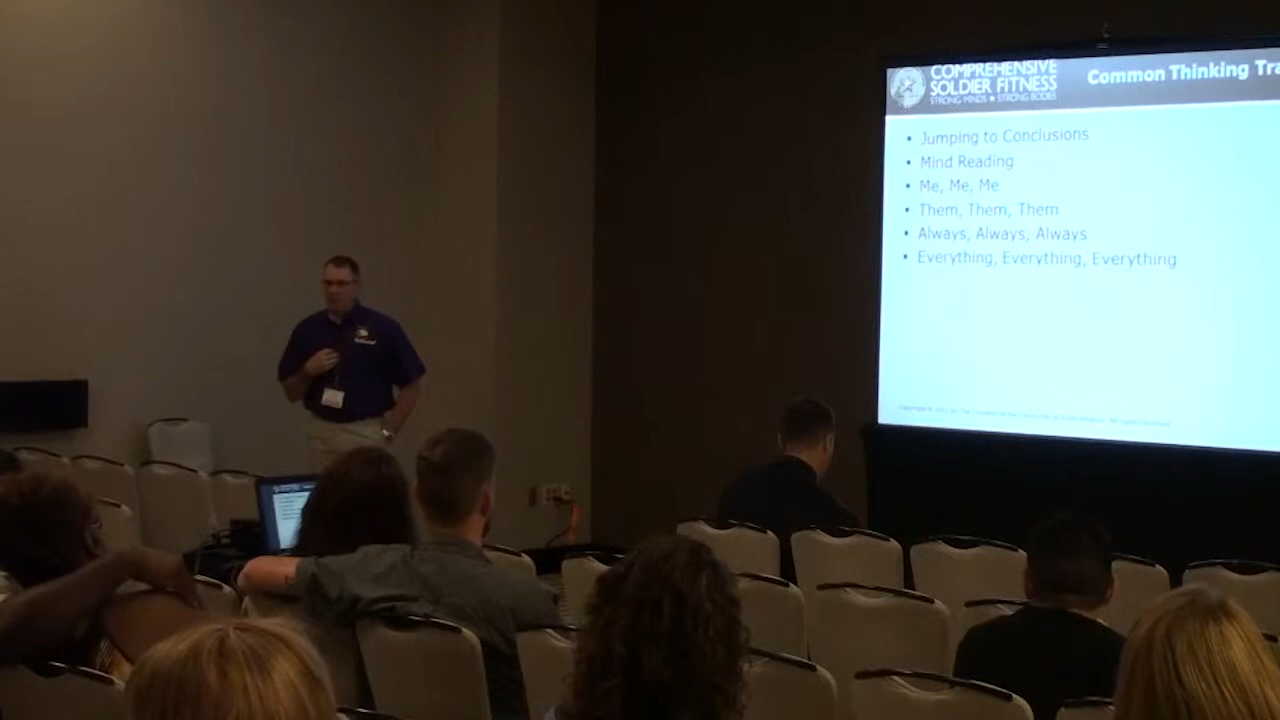 COMPREHENSIVE
SOLDIER FITNESS
STRONG MINDS ★ STRONG BODIES
Common Thinking Tra
• Jumping to Conclusions
• Mind Reading
• Me, Me, Me
• Them, Them, Them
• Always, Always, Always
• Everything, Everything, Everything